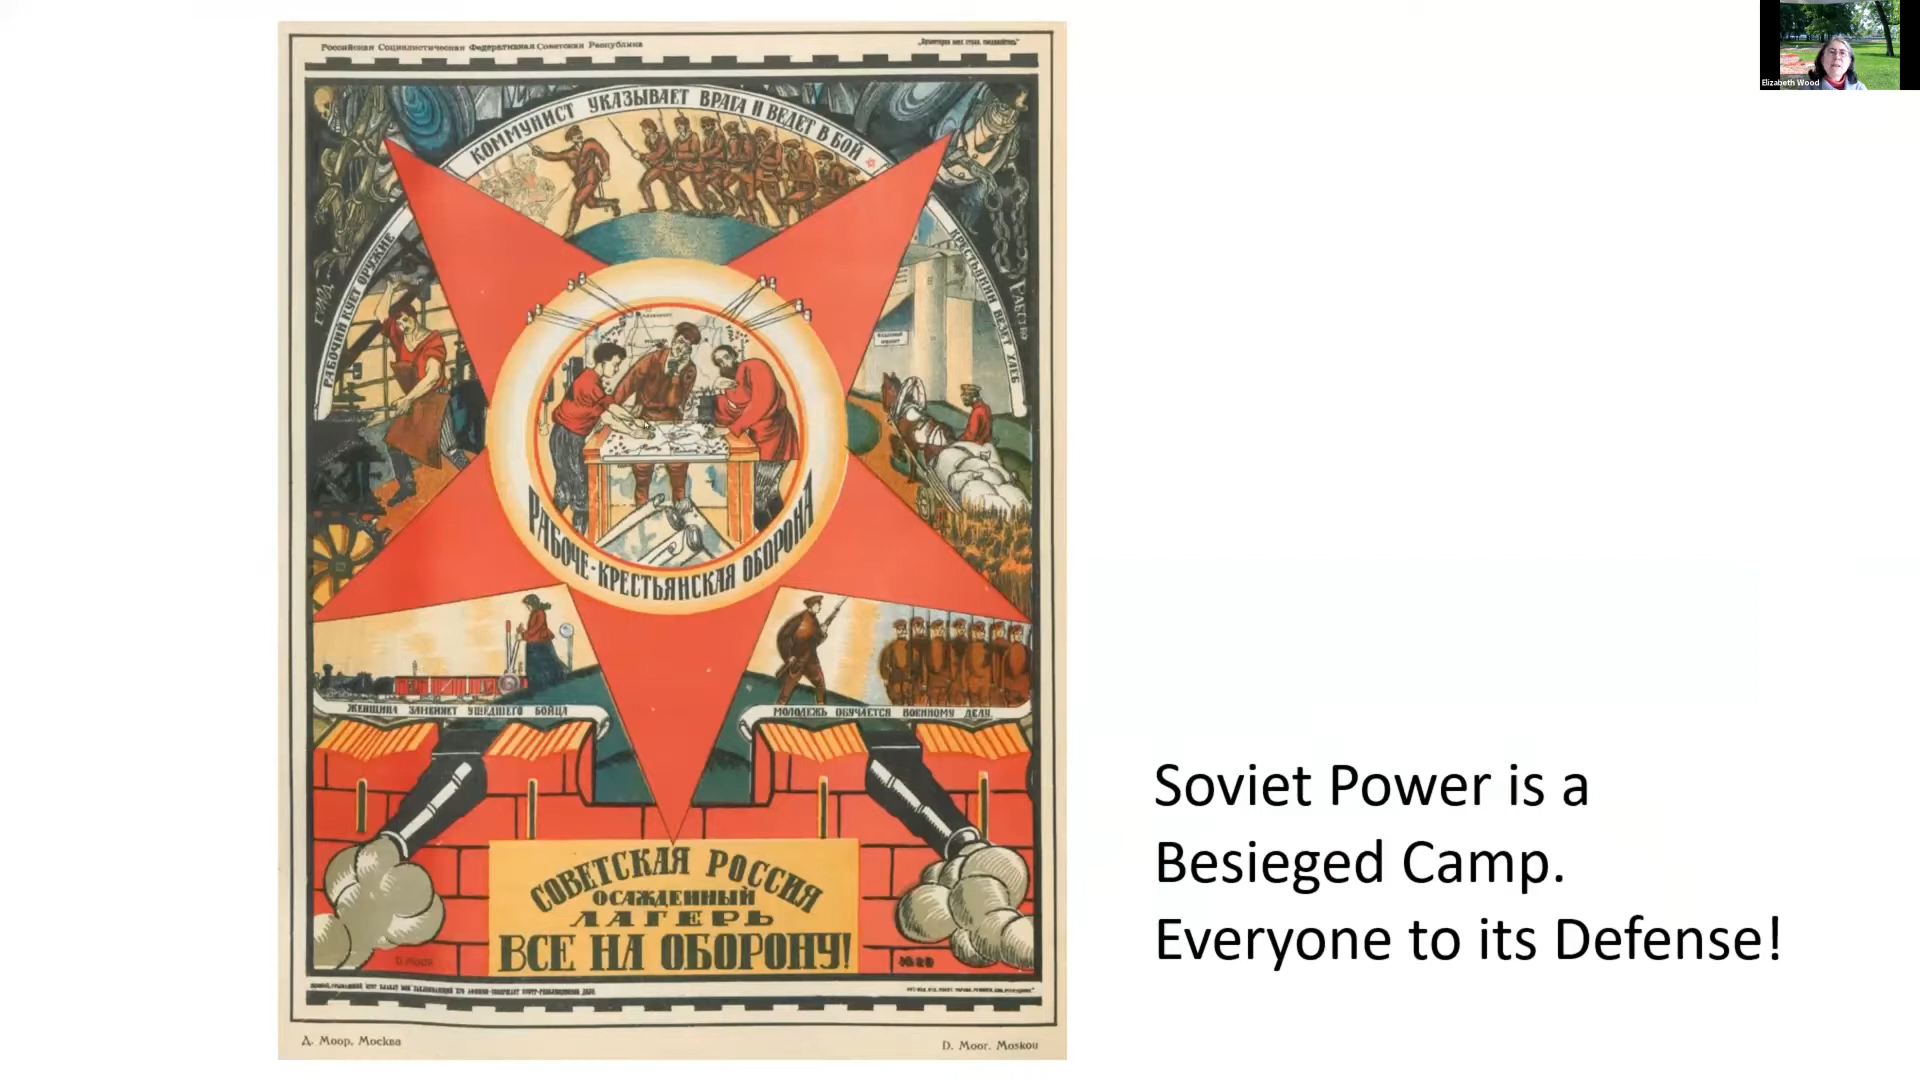 Российская Социалистическая Федеративная Советская Республика
„Пролетарии всех стран, соединяйтесь“
КОММУНИСТ УКАЗЫВАЕТ ВРАГА И ВЕДЕТ В БОЙ
РАБОЧИЙ КУЕТ ОРУЖИЕ
КРЕСТЬЯНИН ВЕЗЕТ ХЛЕБ
РАБОЧЕ-КРЕСТЬЯНСКАЯ ОБОРОНА
ЖЕНЩИНА ЗАМЕНЯЕТ УШЕДШЕГО БОЙЦА
МОЛОДЕЖЬ ОБУЧАЕТСЯ ВОЕННОМУ ДЕЛУ.
СОВЕТСКАЯ РОССИЯ
ОСАЖДЕННЫЙ
ЛАГЕРЬ
ВСЕ НА ОБОРОНУ!
Д. Моор, Москва
D. Moor. Moskou
Soviet Power is a
Besieged Camp.
Everyone to its Defense!
Elizabeth Wood